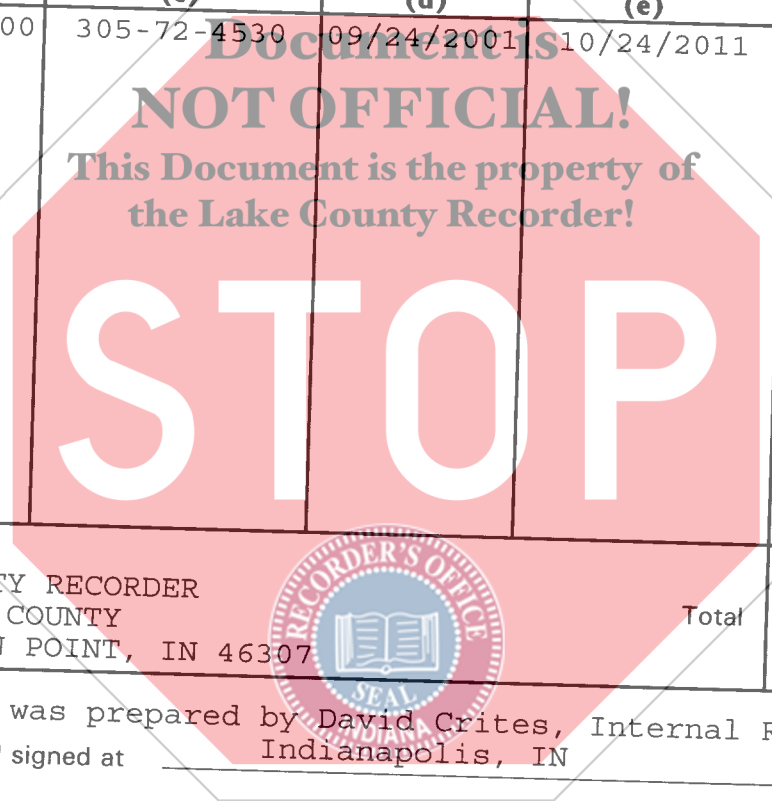 (c) (d) (e)
00 305-72-4530 09/24/2001 10/24/2011
Document is
NOT OFFICIAL!
This Document is the property of
the Lake County Recorder!
STOP
TY RECORDER
COUNTY
POINT, IN 46307
Total
RECORDER'S OFFICE
SEAL
INDIANA
was prepared by David Crites, Internal R
signed at Indianapolis, IN